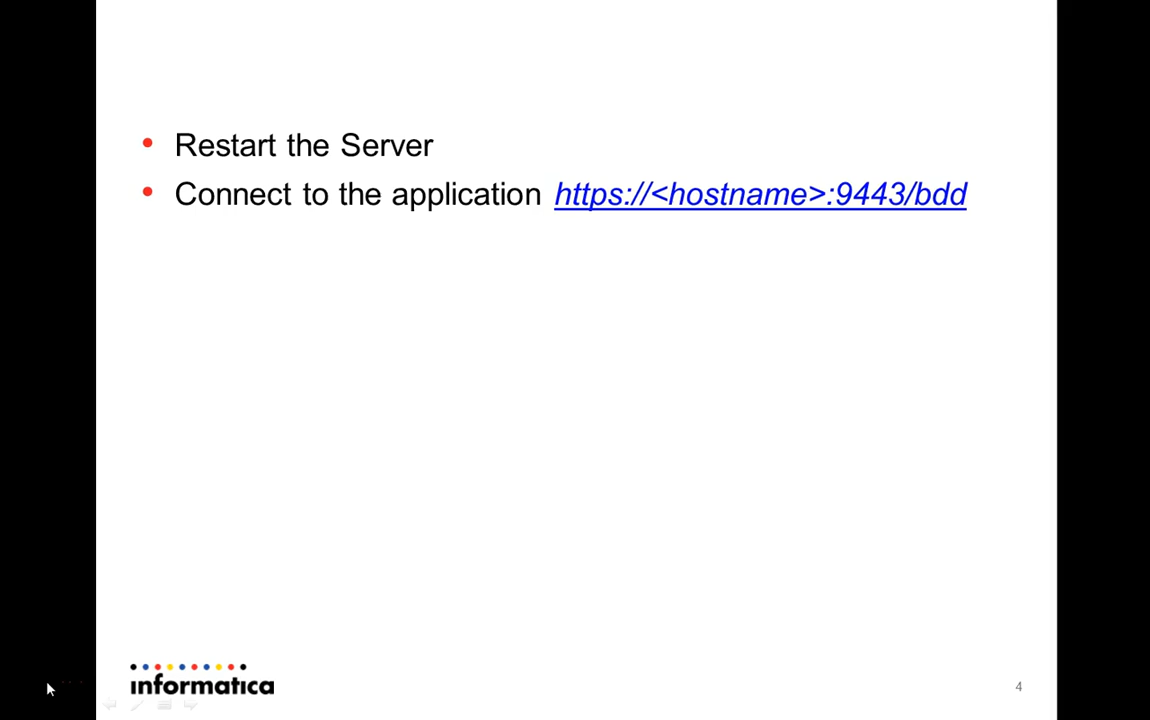 • Restart the Server
• Connect to the application https://<hostname>:9443/bdd
informatica
4